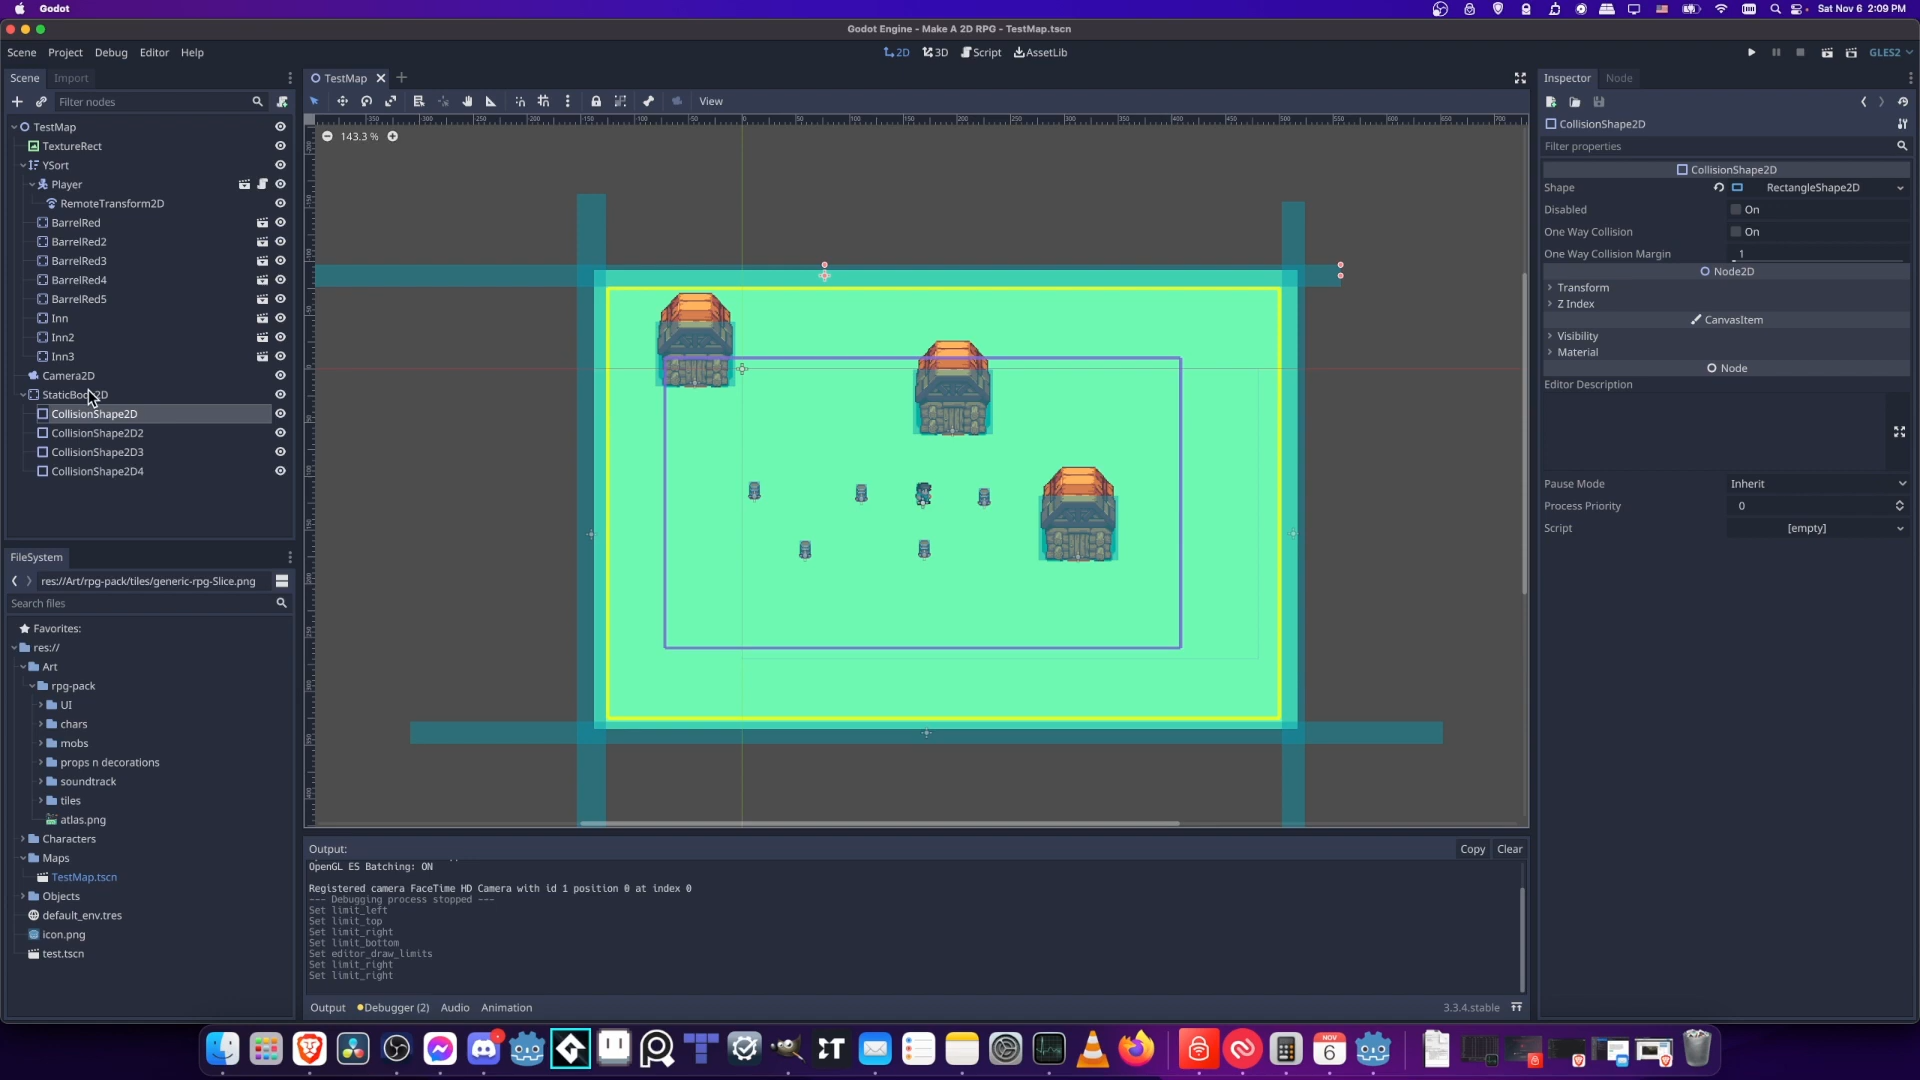 Godot
Sat Nov 6 2:09 PM
Godot Engine - Make A 2D RPG - TestMap.tscn
Scene Project Debug Editor Help
2D 3D Script AssetLib
GLES2
Scene Import
TestMap
Inspector Node
Filter nodes
View
143.3 %
CollisionShape2D
Filter properties
TestMap
TextureRect
YSort
Player
RemoteTransform2D
BarrelRed
BarrelRed2
BarrelRed3
BarrelRed4
BarrelRed5
Inn
Inn2
Inn3
Camera2D
CollisionShape2D
CollisionShape2D2
CollisionShape2D3
CollisionShape2D4
CollisionShape2D
Shape RectangleShape2D
Disabled On
One Way Collision On
One Way Collision Margin 1
Node2D
Transform
Z Index
CanvasItem
Visibility
Material
Node
Editor Description
Pause Mode Inherit
Process Priority 0
Script [empty]
FileSystem
res://Art/rpg-pack/tiles/generic-rpg-Slice.png
Search files
Favorites:
res://
Art
rpg-pack
UI
chars
mobs
props n decorations
soundtrack
tiles
atlas.png
Characters
Maps
TestMap.tscn
Objects
default_env.tres
icon.png
test.tscn
Output:
Copy Clear
OpenGL ES Batching: ON
Registered camera FaceTime HD Camera with id 1 position 0 at index 0
--- Debugging process stopped ---
Set limit_left
Set limit_top
Set limit_right
Set limit_bottom
Set editor_draw_limits
Set limit_right
Set limit_right
Output Debugger (2) Audio Animation
3.3.4.stable
NOV
6